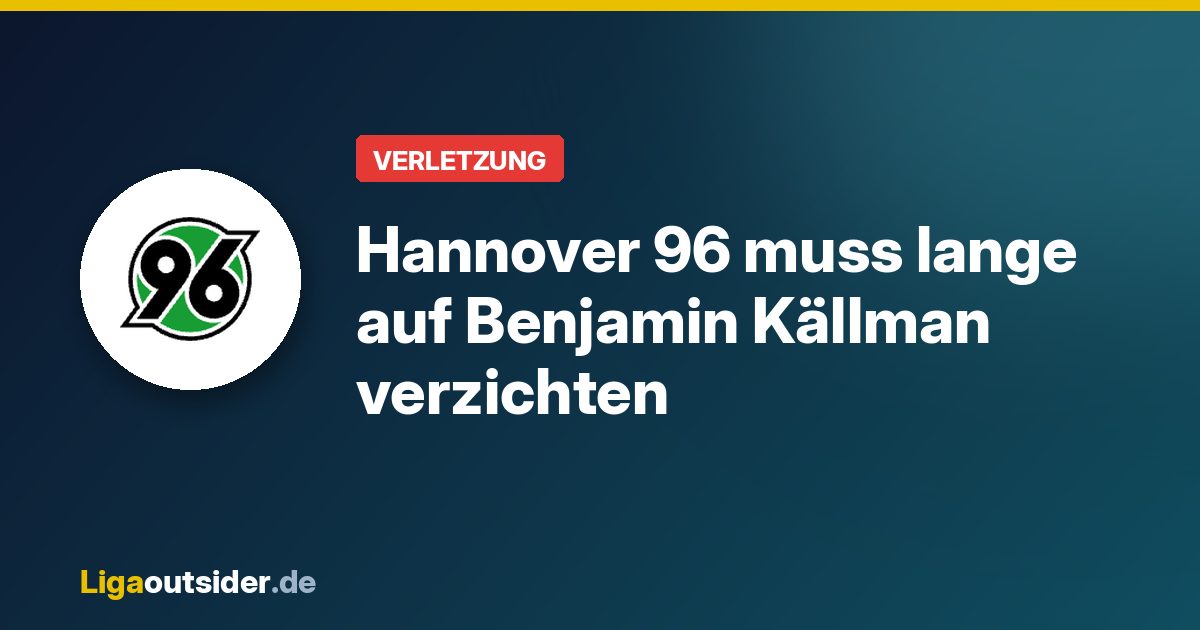 VERLETZUNG
96
Hannover 96 muss lange
auf Benjamin Källman
verzichten
Ligaoutsider.de